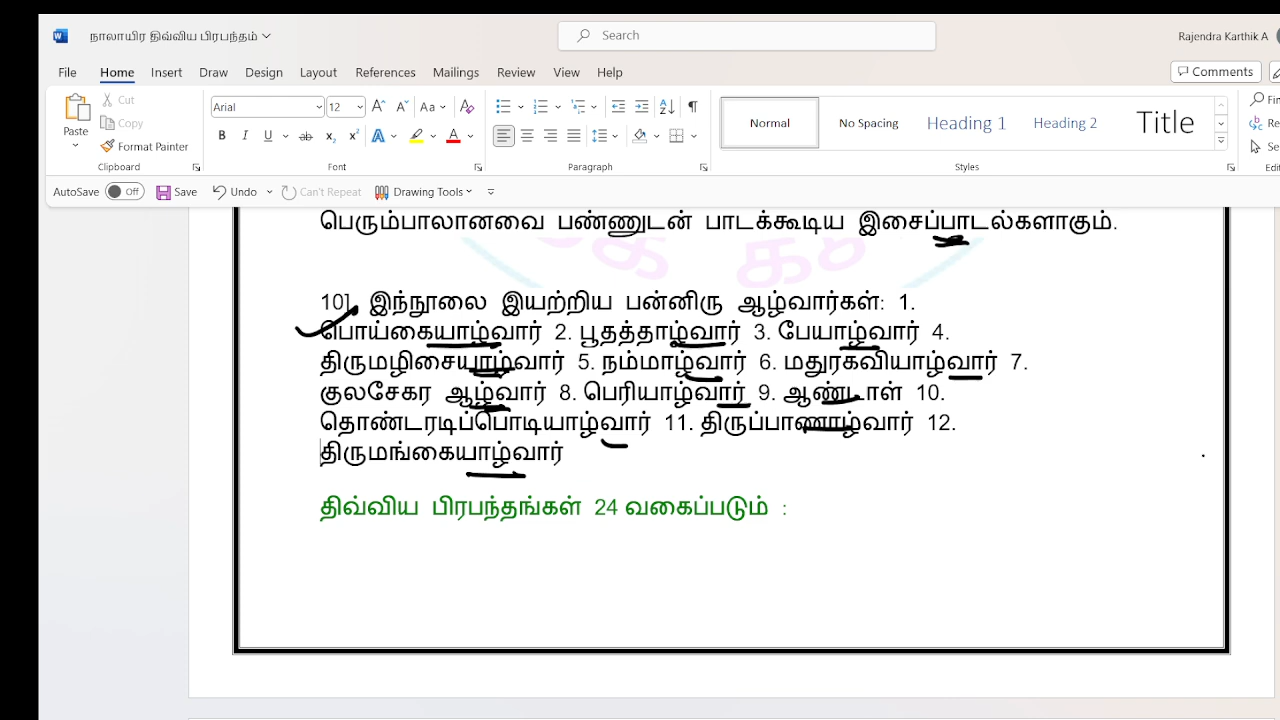 நாலாயிர திவ்விய பிரபந்தம்
Search
Rajendra Karthik A
File Home Insert Draw Design Layout References Mailings Review View Help
Comments
Paste
Cut
Copy
Format Painter
Clipboard
Arial 12
Font
Paragraph
Normal No Spacing Heading 1 Heading 2 Title
Styles
AutoSave Off Save Undo Can't Repeat Drawing Tools
பெரும்பாலானவை பண்ணுடன் பாடக்கூடிய இசைப்பாடல்களாகும்.
10]. இந்நூலை இயற்றிய பன்னிரு ஆழ்வார்கள்: 1.
பொய்கையாழ்வார் 2. பூதத்தாழ்வார் 3. பேயாழ்வார் 4.
திருமழிசையாழ்வார் 5. நம்மாழ்வார் 6. மதுரகவியாழ்வார் 7.
குலசேகர ஆழ்வார் 8. பெரியாழ்வார் 9. ஆண்டாள் 10.
தொண்டரடிப்பொடியாழ்வார் 11. திருப்பாணாழ்வார் 12.
திருமங்கையாழ்வார்
திவ்விய பிரபந்தங்கள் 24 வகைப்படும் :